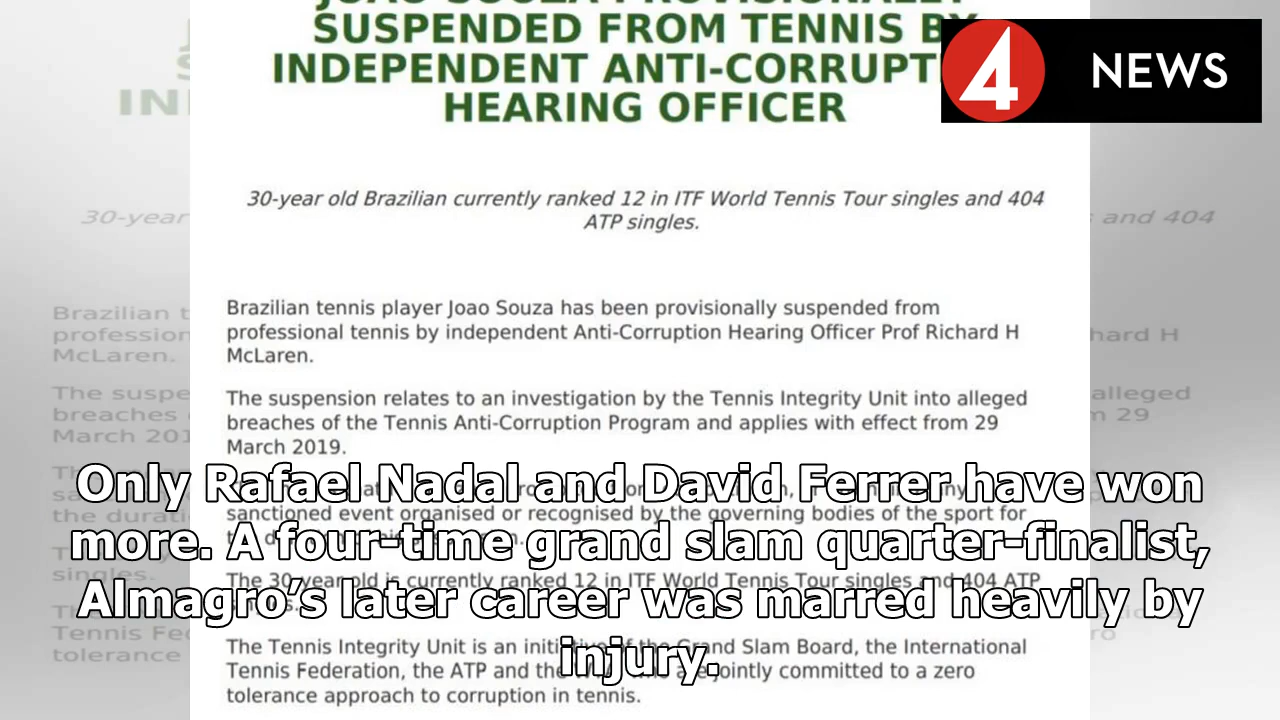 SUSPENDED FROM TENNIS BY
INDEPENDENT ANTI-CORRUPT
HEARING OFFICER
4 NEWS
30-year old Brazilian currently ranked 12 in ITF World Tennis Tour singles and 404
ATP singles.
Brazilian tennis player Joao Souza has been provisionally suspended from
professional tennis by independent Anti-Corruption Hearing Officer Prof Richard H
McLaren.
The suspension relates to an investigation by the Tennis Integrity Unit into alleged
breaches of the Tennis Anti-Corruption Program and applies with effect from 29
March 2019.
Only Rafael Nadal and David Ferrer have won
more. A four-time grand slam quarter-finalist,
Almagro’s later career was marred heavily by
injury.
sanctioned event organised or recognised by the governing bodies of the sport for
The 30-year old is currently ranked 12 in ITF World Tennis Tour singles and 404 ATP
The Tennis Integrity Unit is an of the Grand Slam Board, the International
Tennis Federation, the ATP and the are jointly committed to a zero
tolerance approach to corruption in tennis.